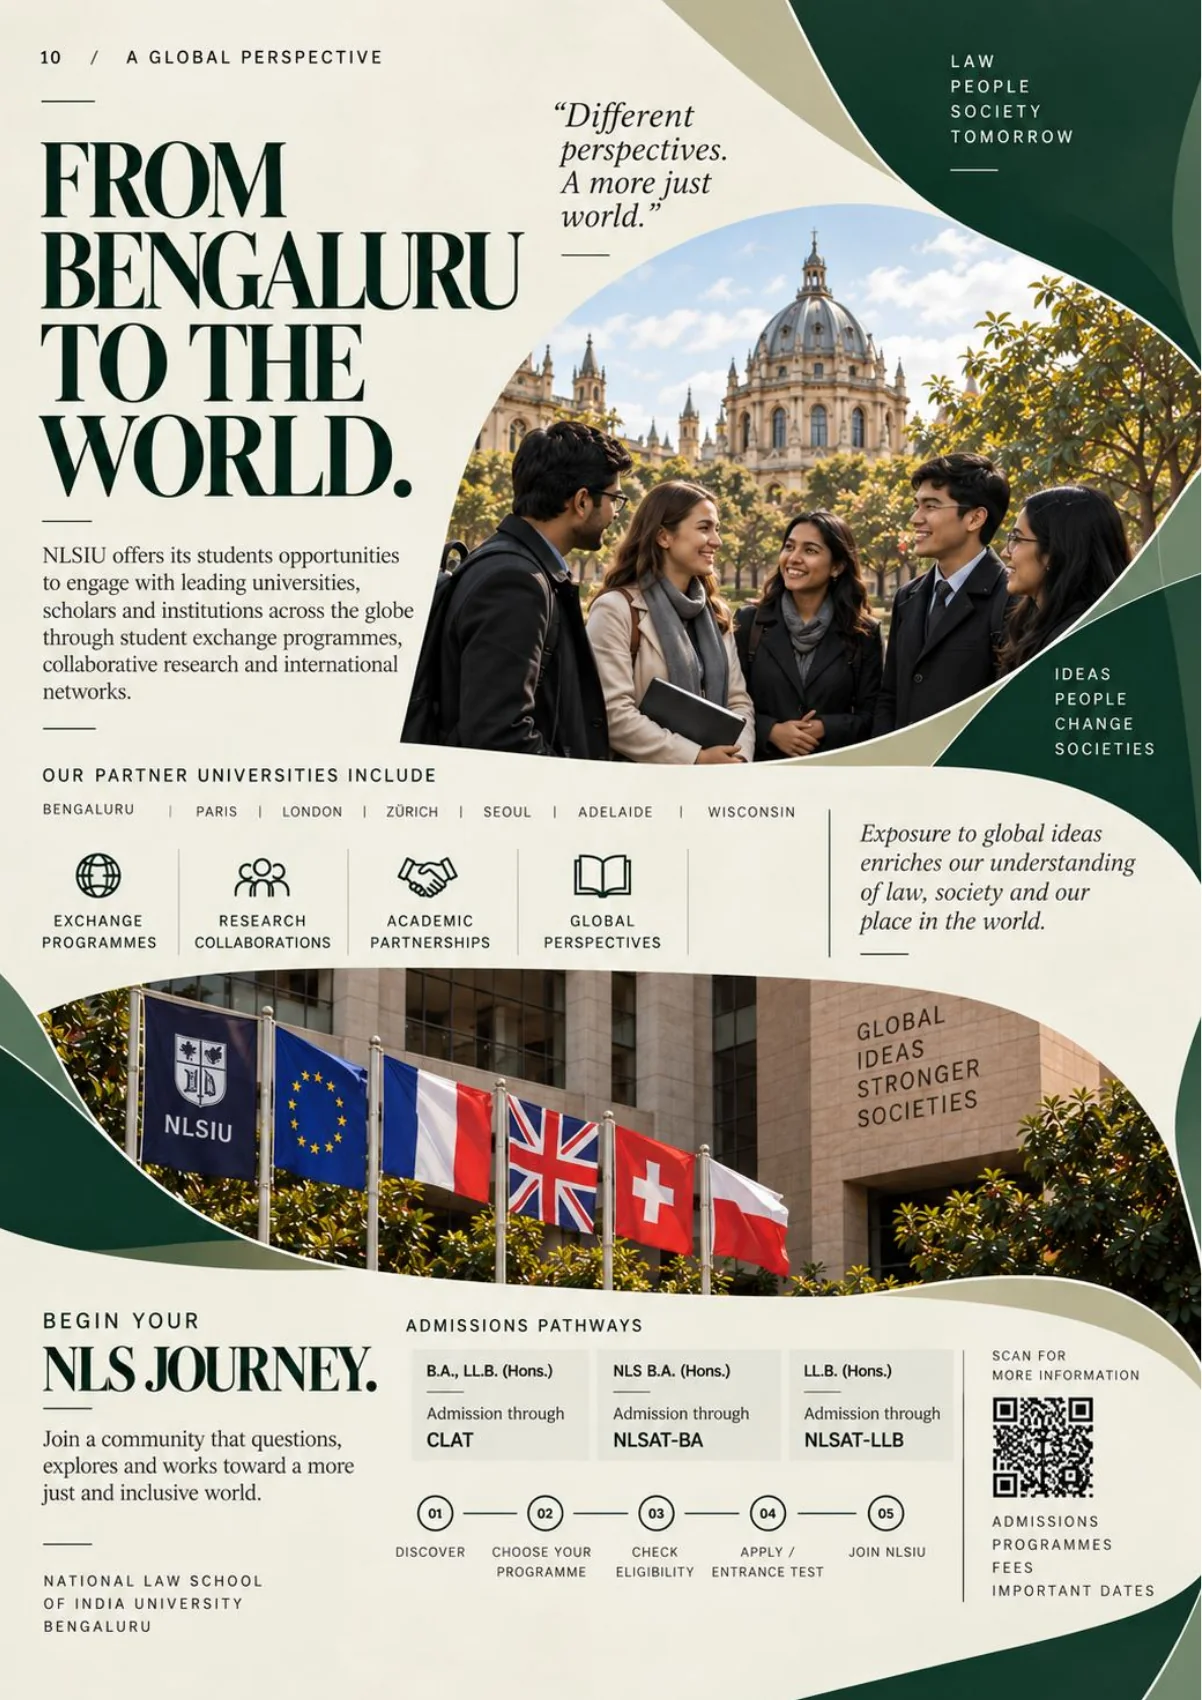 10 / A GLOBAL PERSPECTIVE
LAW
PEOPLE
SOCIETY
TOMORROW
“Different
perspectives.
A more just
world.”
FROM
BENGALURU
TO THE
WORLD.
NLSIU offers its students opportunities
to engage with leading universities,
scholars and institutions across the globe
through student exchange programmes,
collaborative research and international
networks.
IDEAS
PEOPLE
CHANGE
SOCIETIES
OUR PARTNER UNIVERSITIES INCLUDE
BENGALURU | PARIS | LONDON | ZÜRICH | SEOUL | ADELAIDE | WISCONSIN
EXCHANGE
PROGRAMMES
RESEARCH
COLLABORATIONS
ACADEMIC
PARTNERSHIPS
GLOBAL
PERSPECTIVES
Exposure to global ideas
enriches our understanding
of law, society and our
place in the world.
NLSIU
GLOBAL
IDEAS
STRONGER
SOCIETIES
BEGIN YOUR
NLS JOURNEY.
Join a community that questions,
explores and works toward a more
just and inclusive world.
NATIONAL LAW SCHOOL
OF INDIA UNIVERSITY
BENGALURU
ADMISSIONS PATHWAYS
B.A., LL.B. (Hons.)
Admission through
CLAT
NLS B.A. (Hons.)
Admission through
NLSAT-BA
LL.B. (Hons.)
Admission through
NLSAT-LLB
01
DISCOVER
02
CHOOSE YOUR
PROGRAMME
03
CHECK
ELIGIBILITY
04
APPLY /
ENTRANCE TEST
05
JOIN NLSIU
SCAN FOR
MORE INFORMATION
ADMISSIONS
PROGRAMMES
FEES
IMPORTANT DATES